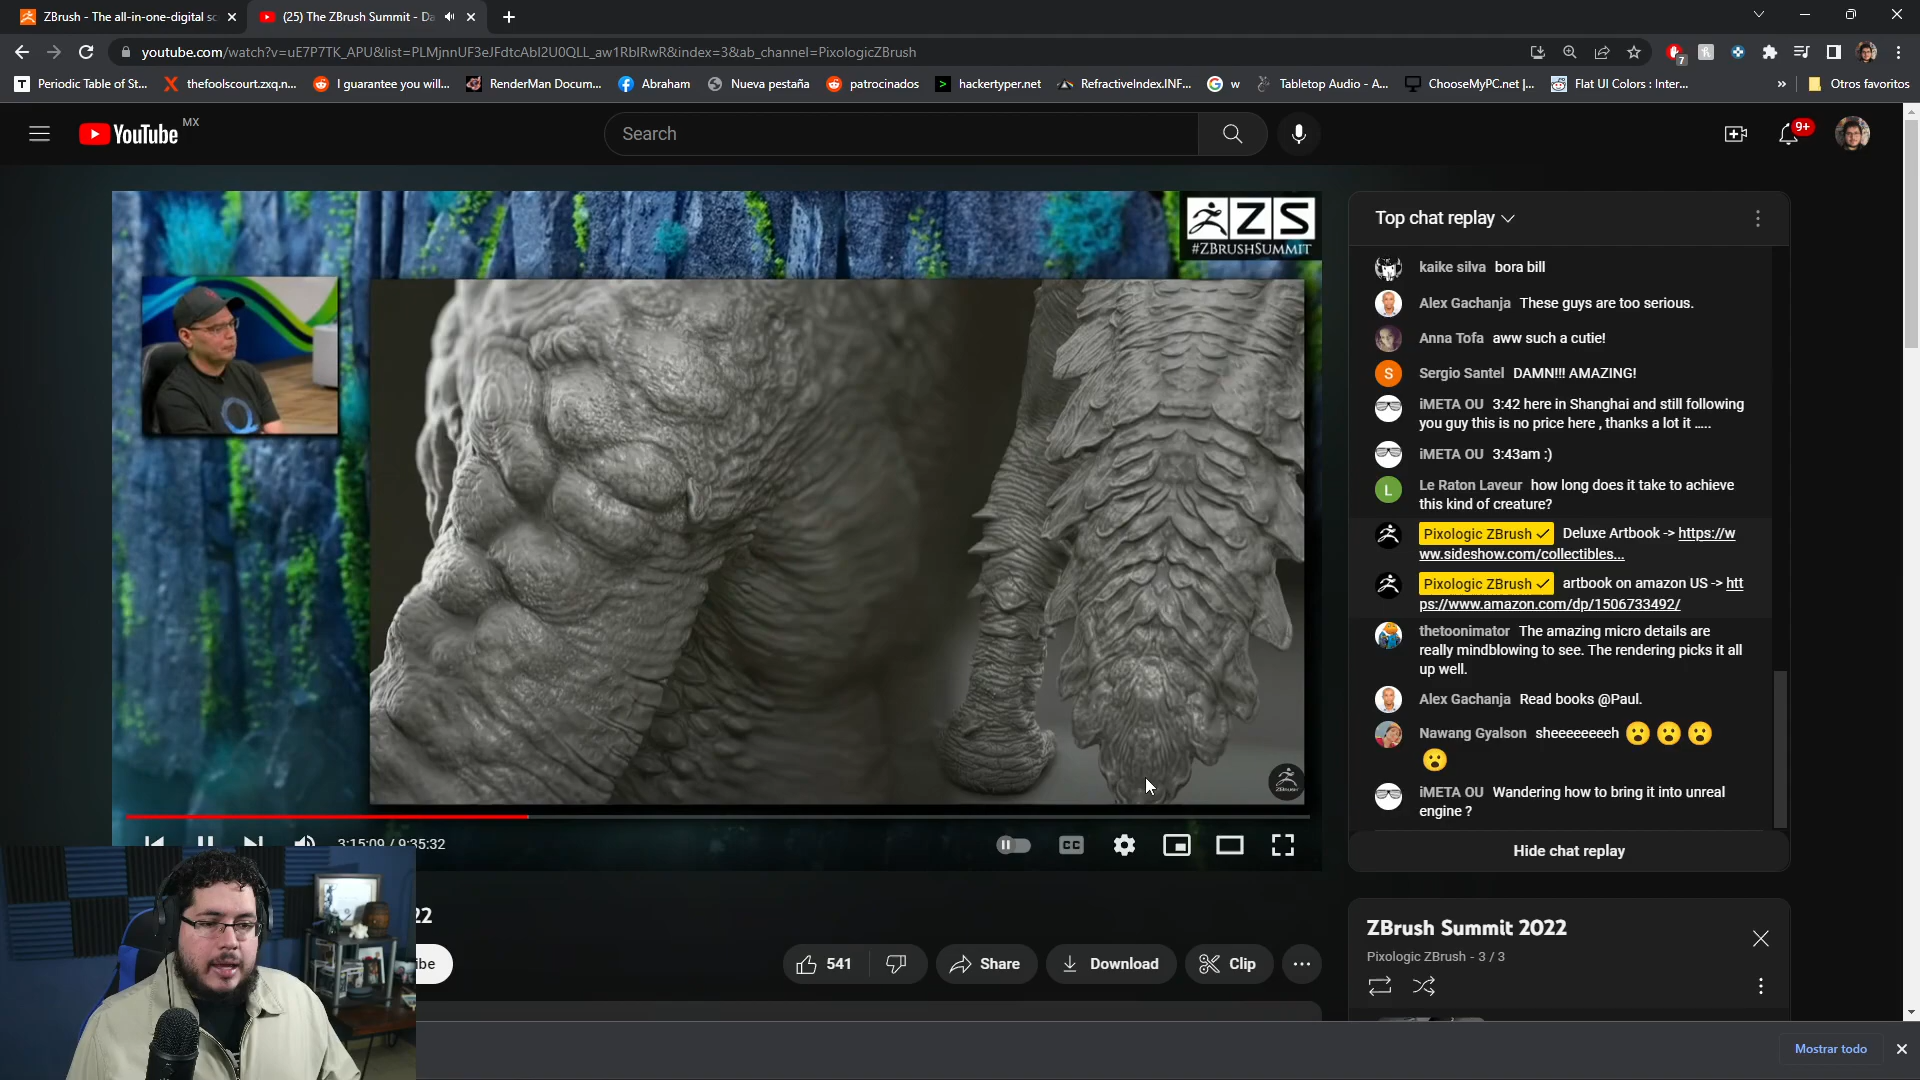 ZBrush - The all-in-one-digital sc
(25) The ZBrush Summit - Da
youtube.com/watch?v=uE7P7TK_APU&list=PLMjnnUF3eJFdtcAbI2U0QLL_aw1RbIRwR&index=3&ab_channel=PixologicZBrush
7
Periodic Table of St...
thefoolscourt.zxq.n...
I guarantee you will...
RenderMan Docum...
Abraham
Nueva pestaña
patrocinados
hackertyper.net
RefractiveIndex.INF...
w
Tabletop Audio - A...
ChooseMyPC.net |...
Flat UI Colors : Inter...
»
Otros favoritos
YouTube MX
Search
9+
ZS
#ZBRUSHSUMMIT
Top chat replay
kaike silva bora bill
Alex Gachanja These guys are too serious.
Anna Tofa aww such a cutie!
S
Sergio Santel DAMN!!! AMAZING!
iMETA OU 3:42 here in Shanghai and still following
you guy this is no price here , thanks a lot it .....
iMETA OU 3:43am :)
L
Le Raton Laveur how long does it take to achieve
this kind of creature?
Pixologic ZBrush Deluxe Artbook -> https://w
ww.sideshow.com/collectibles...
Pixologic ZBrush artbook on amazon US -> htt
ps://www.amazon.com/dp/1506733492/
thetoonimator The amazing micro details are
really mindblowing to see. The rendering picks it all
up well.
Alex Gachanja Read books @Paul.
Nawang Gyalson sheeeeeeeeh 😮 😮 😮
😮
iMETA OU Wandering how to bring it into unreal
engine ?
Hide chat replay
ZBRUSH
3:15:09 / 9:35:32
CC
22
ibe
541
Share
Download
Clip
ZBrush Summit 2022
Pixologic ZBrush - 3 / 3
Mostrar todo